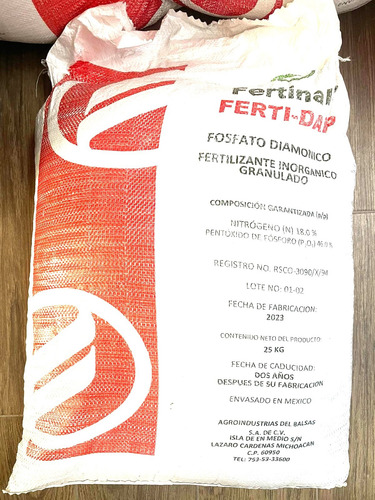 Fertinal
FERTI-DAP
FOSFATO DIAMONICO
FERTILIZANTE INORGANICO
GRANULADO
COMPOSICIÓN GARANTIZADA (p/p)
NITRÓGENO (N) 18.0 %
PENTOXIDO DE FÓSFORO (P₂O₅) 46.0 %
REGISTRO NO. RSCO-3090/X/94
LOTE NO: 01-02
FECHA DE FABRICACION:
2023
CONTENIDO NETO DEL PRODUCTO
25 KG
FECHA DE CADUCIDAD:
DOS AÑOS
DESPUES DE SU FABRICACION
ENVASADO EN MEXICO
AGROINDUSTRIAS DEL BALSAS
S.A. DE C.V.
ISLA DE EN MEDIO S/N
LAZARO CARDENAS MICHOACAN
C.P. 60950
TEL: 753-53-33600